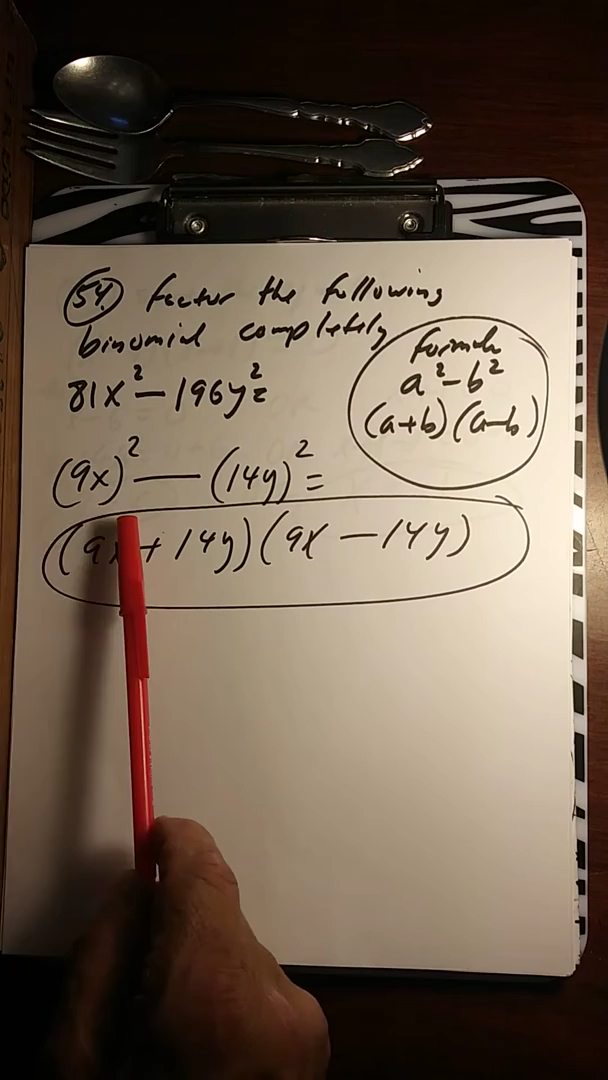 54. factor the following
binomial completely
81x² - 196y² =
formula
a² - b²
(a+b)(a-b)
(9x)² - (14y)² =
(9x + 14y)(9x - 14y)